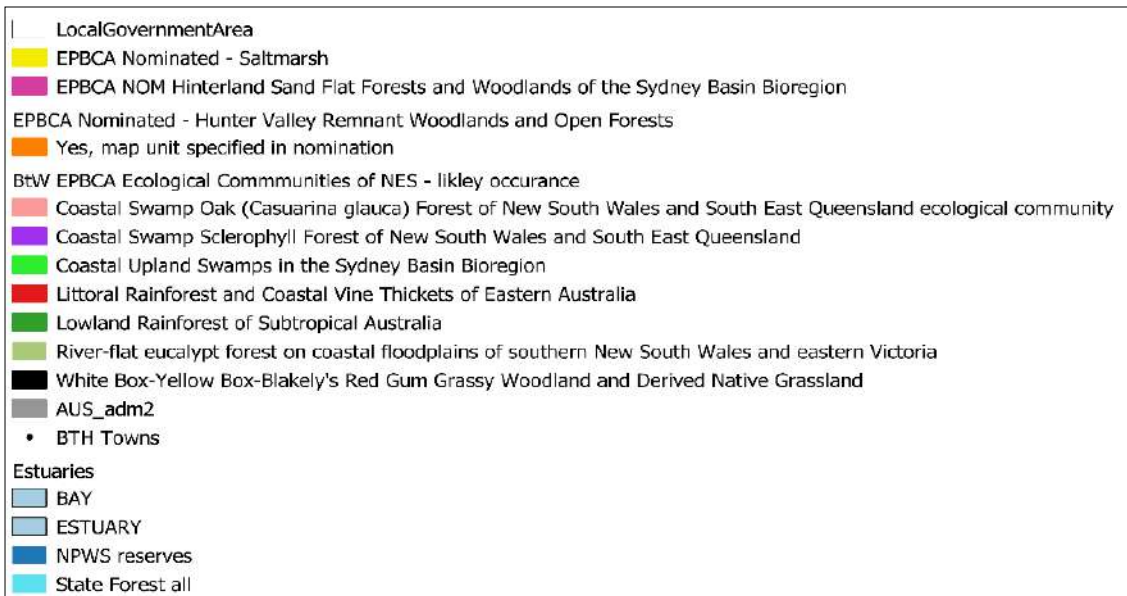 LocalGovernmentArea
EPBCA Nominated - Saltmarsh
EPBCA NOM Hinterland Sand Flat Forests and Woodlands of the Sydney Basin Bioregion
EPBCA Nominated - Hunter Valley Remnant Woodlands and Open Forests
Yes, map unit specified in nomination
BtW EPBCA Ecological Commmunities of NES - likley occurance
Coastal Swamp Oak (Casuarina glauca) Forest of New South Wales and South East Queensland ecological community
Coastal Swamp Sclerophyll Forest of New South Wales and South East Queensland
Coastal Upland Swamps in the Sydney Basin Bioregion
Littoral Rainforest and Coastal Vine Thickets of Eastern Australia
Lowland Rainforest of Subtropical Australia
River-flat eucalypt forest on coastal floodplains of southern New South Wales and eastern Victoria
White Box-Yellow Box-Blakely's Red Gum Grassy Woodland and Derived Native Grassland
AUS_adm2
BTH Towns
Estuaries
BAY
ESTUARY
NPWS reserves
State Forest all